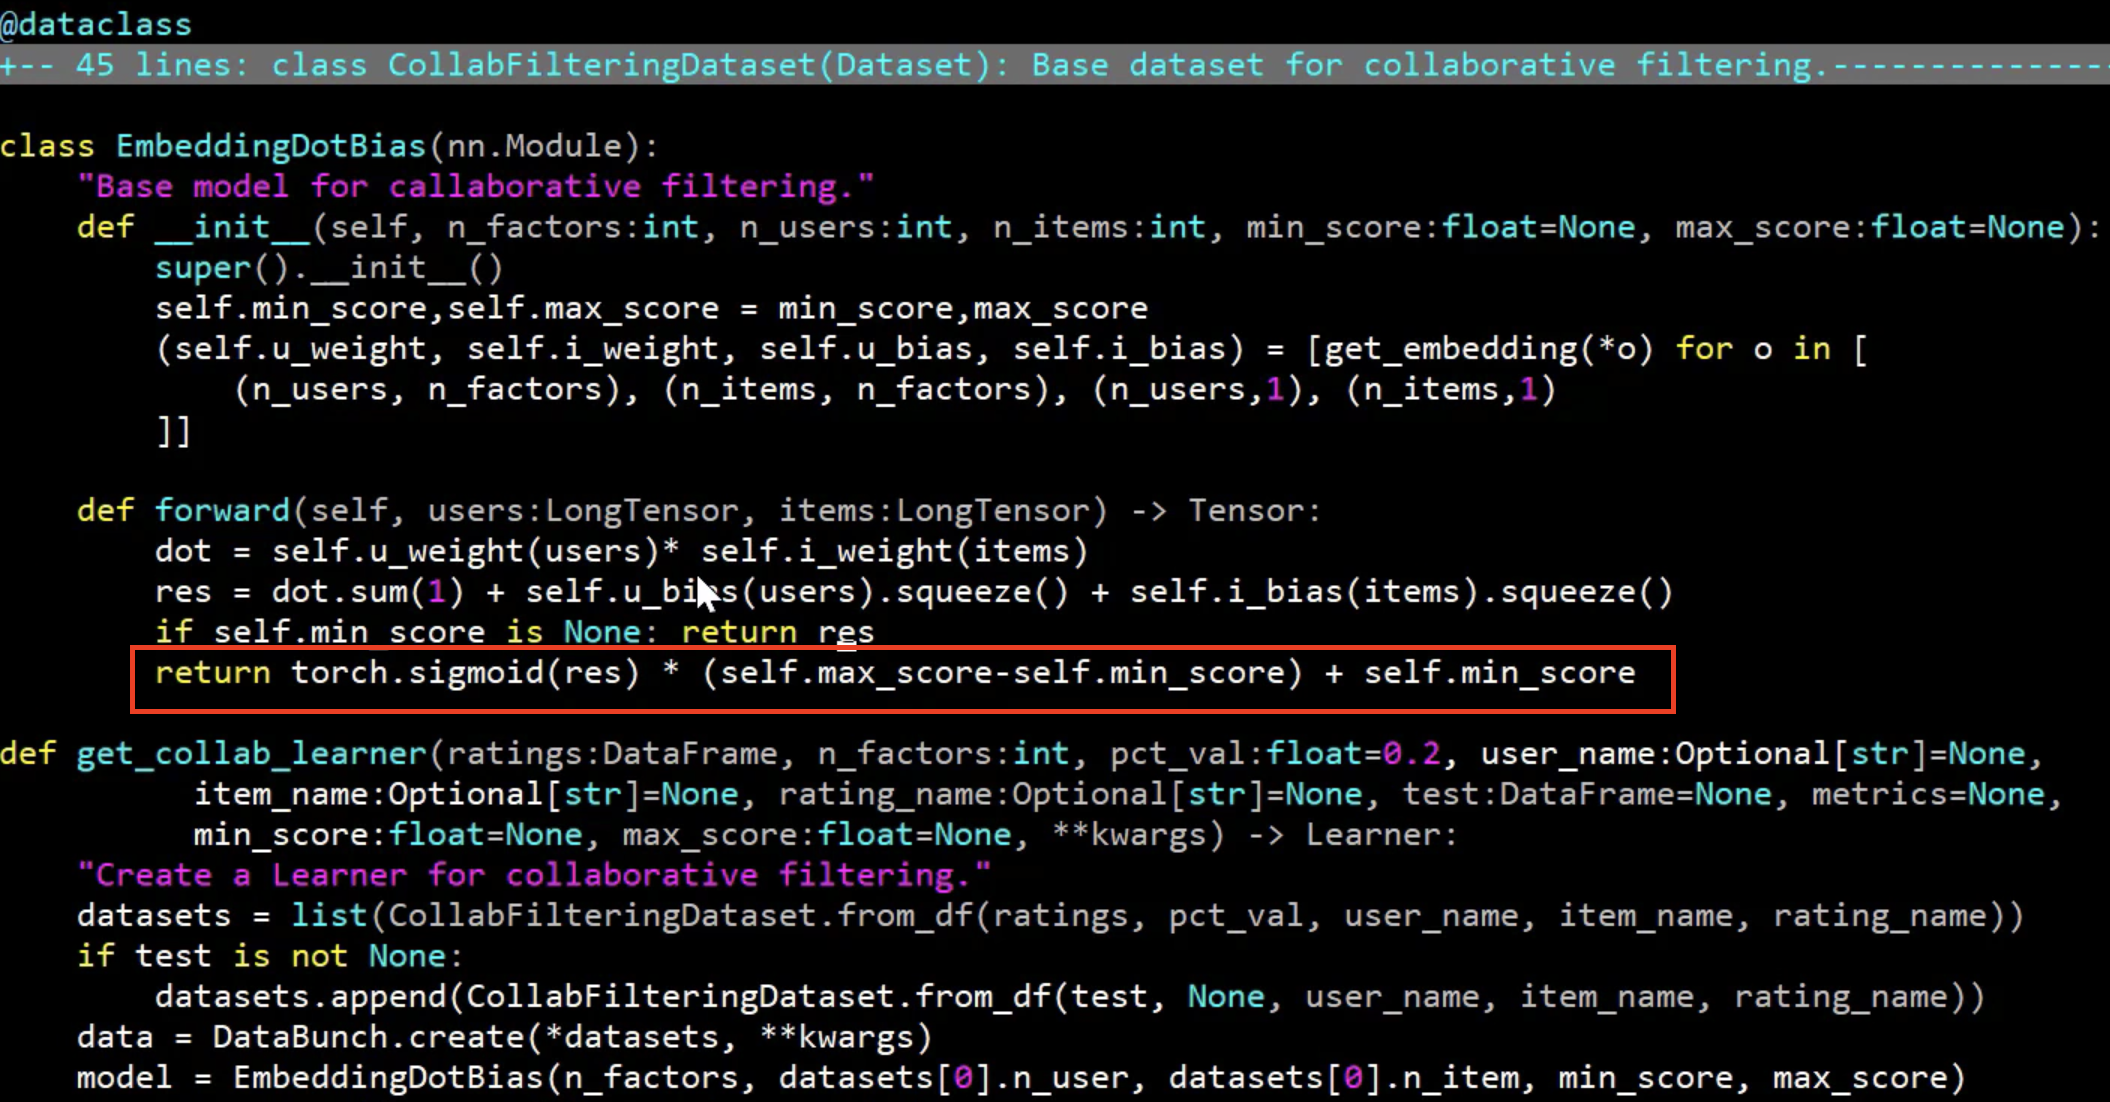 @dataclass
+-- 45 lines: class CollabFilteringDataset(Dataset): Base dataset for collaborative filtering.---------------
class EmbeddingDotBias(nn.Module):
    "Base model for callaborative filtering."
    def __init__(self, n_factors:int, n_users:int, n_items:int, min_score:float=None, max_score:float=None):
        super().__init__()
        self.min_score,self.max_score = min_score,max_score
        (self.u_weight, self.i_weight, self.u_bias, self.i_bias) = [get_embedding(*o) for o in [
            (n_users, n_factors), (n_items, n_factors), (n_users,1), (n_items,1)
        ]]
    def forward(self, users:LongTensor, items:LongTensor) -> Tensor:
        dot = self.u_weight(users)* self.i_weight(items)
        res = dot.sum(1) + self.u_bias(users).squeeze() + self.i_bias(items).squeeze()
        if self.min_score is None: return res
        return torch.sigmoid(res) * (self.max_score-self.min_score) + self.min_score
def get_collab_learner(ratings:DataFrame, n_factors:int, pct_val:float=0.2, user_name:Optional[str]=None,
          item_name:Optional[str]=None, rating_name:Optional[str]=None, test:DataFrame=None, metrics=None,
          min_score:float=None, max_score:float=None, **kwargs) -> Learner:
    "Create a Learner for collaborative filtering."
    datasets = list(CollabFilteringDataset.from_df(ratings, pct_val, user_name, item_name, rating_name))
    if test is not None:
        datasets.append(CollabFilteringDataset.from_df(test, None, user_name, item_name, rating_name))
    data = DataBunch.create(*datasets, **kwargs)
    model = EmbeddingDotBias(n_factors, datasets[0].n_user, datasets[0].n_item, min_score, max_score)